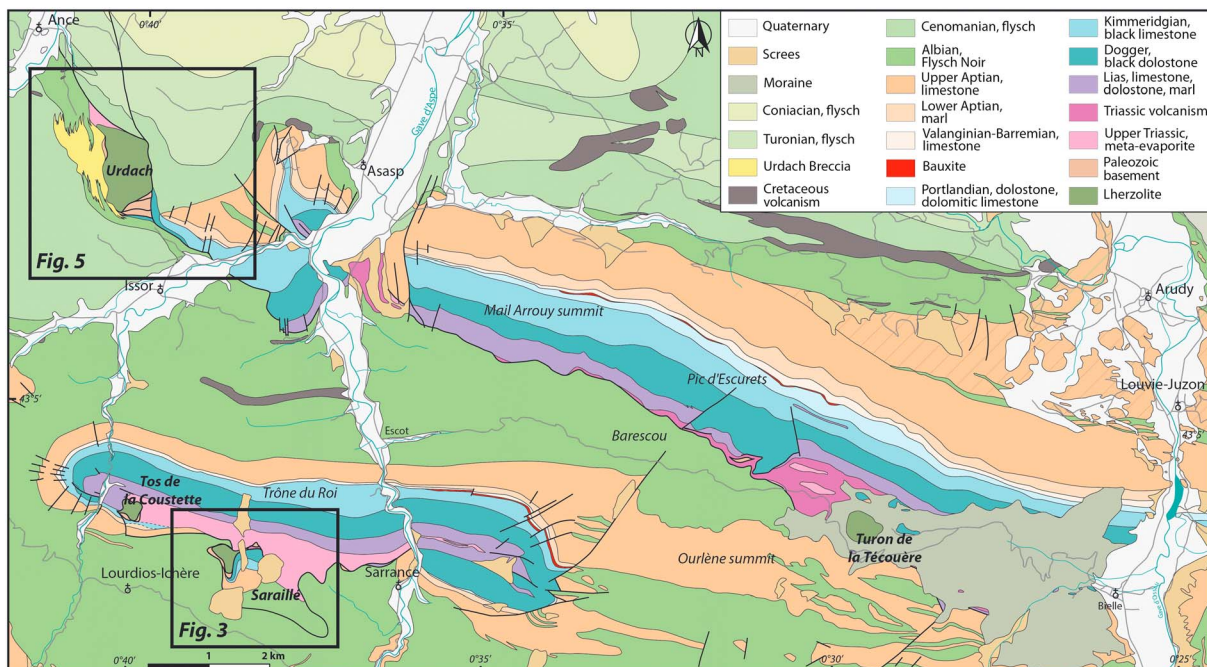 Ance
0°40'
0°35'
N
Quaternary
Screes
Moraine
Coniacian, flysch
Turonian, flysch
Urdach Breccia
Cretaceous
volcanism
Cenomanian, flysch
Albian,
Flysch Noir
Upper Aptian,
limestone
Lower Aptian,
marl
Valanginian-Barremian,
limestone
Bauxite
Portlandian, dolostone,
dolomitic limestone
Kimmeridgian,
black limestone
Dogger,
black dolostone
Lias, limestone,
dolostone, marl
Triassic volcanism
Upper Triassic,
meta-evaporite
Paleozoic
basement
Lherzolite
Gave d'Aspe
Asasp
Urdach
Fig. 5
Issor
Arudy
Mail Arrouy summit
Pic d'Escurets
Louvie-Juzon
43°5'
43°5'
Escot
Barescou
Tos de
la Coustette
Trône du Roi
Turon de
la Técouère
Ourlène summit
Lourdios-Ichère
Sarrance
Saraillé
Bielle
Fig. 3
0°40'
1
2 km
0°35'
0°30'
0°25'